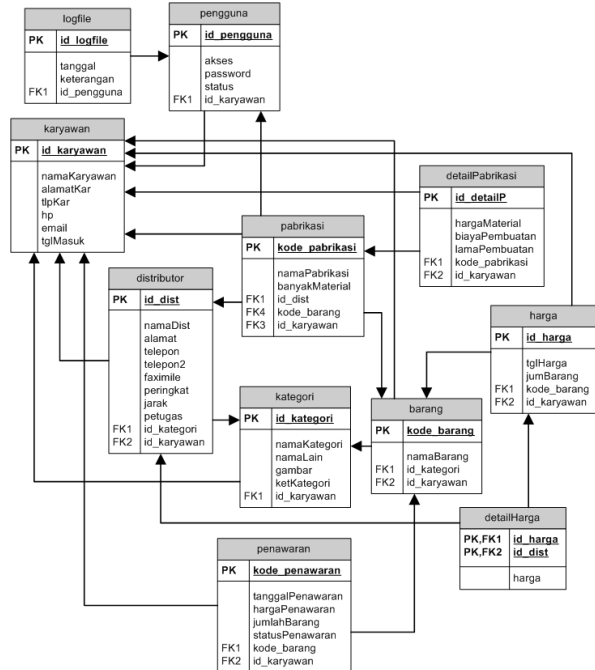 logfile
PK id_logfile
tanggal
keterangan
FK1 id_pengguna
pengguna
PK id_pengguna
akses
password
status
FK1 id_karyawan
karyawan
PK id_karyawan
namaKaryawan
alamatKar
tlpKar
hp
email
tglMasuk
detailPabrikasi
PK id_detailP
hargaMaterial
biayaPembuatan
lamaPembuatan
FK1 kode_pabrikasi
FK2 id_karyawan
pabrikasi
PK kode_pabrikasi
namaPabrikasi
banyakMaterial
FK1 id_dist
FK4 kode_barang
FK3 id_karyawan
distributor
PK id_dist
namaDist
alamat
telepon
telepon2
faximile
peringkat
jarak
petugas
FK1 id_kategori
FK2 id_karyawan
harga
PK id_harga
tglHarga
jumBarang
FK1 kode_barang
FK2 id_karyawan
kategori
PK id_kategori
namaKategori
namaLain
gambar
ketKategori
FK1 id_karyawan
barang
PK kode_barang
namaBarang
FK1 id_kategori
FK2 id_karyawan
detailHarga
PK,FK1 id_harga
PK,FK2 id_dist
harga
penawaran
PK kode_penawaran
tanggalPenawaran
hargaPenawaran
jumlahBarang
statusPenawaran
FK1 kode_barang
FK2 id_karyawan